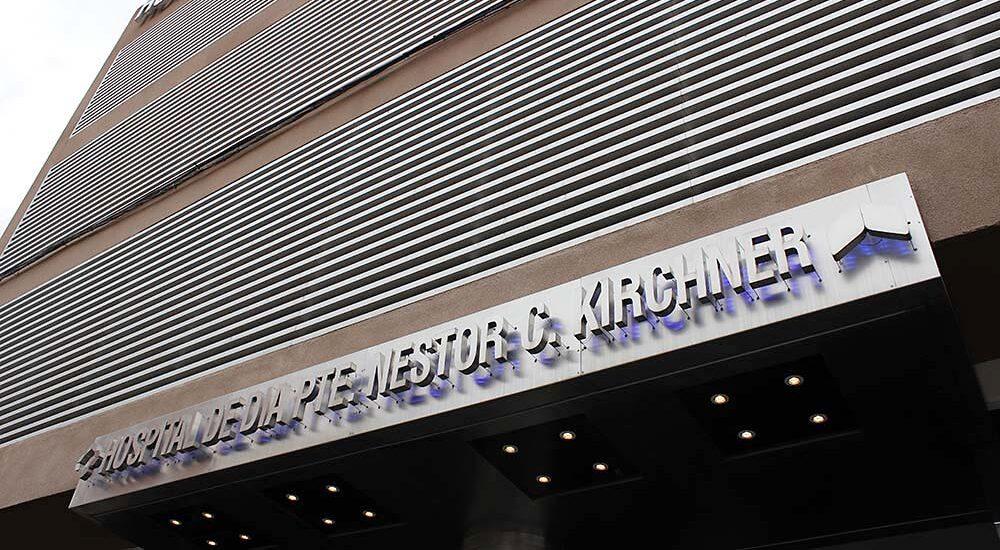 HOSPITAL DE DIA PTE. NESTOR C. KIRCHNER